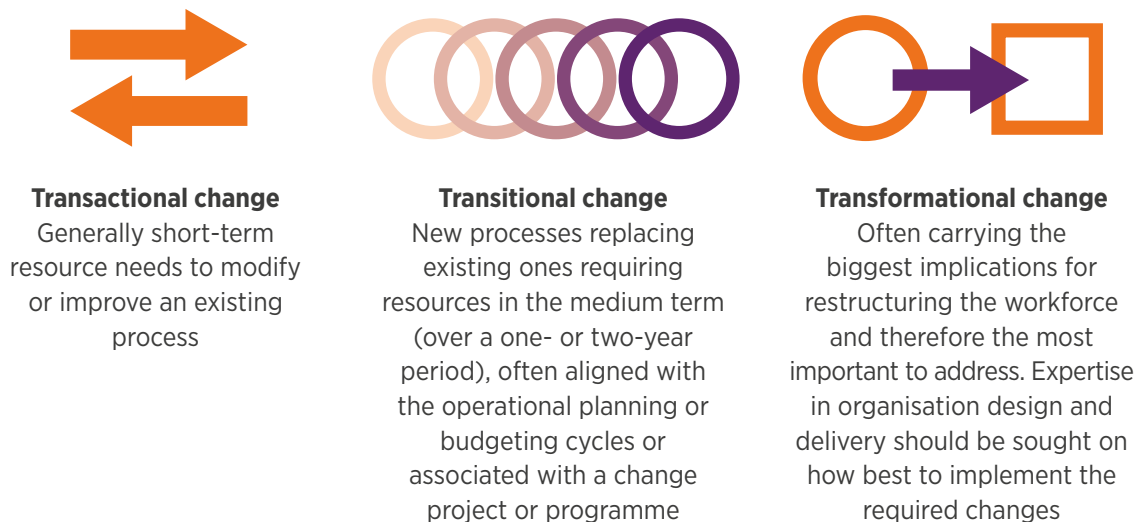 Transactional change
Generally short-term
resource needs to modify
or improve an existing
process
Transitional change
New processes replacing
existing ones requiring
resources in the medium term
(over a one- or two-year
period), often aligned with
the operational planning or
budgeting cycles or
associated with a change
project or programme
Transformational change
Often carrying the
biggest implications for
restructuring the workforce
and therefore the most
important to address. Expertise
in organisation design and
delivery should be sought on
how best to implement the
required changes